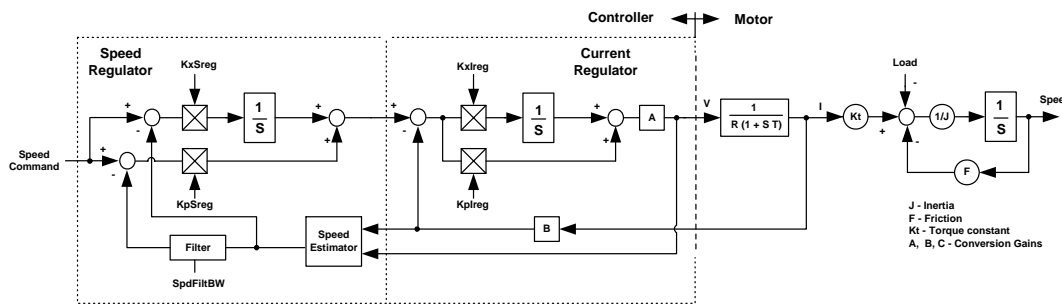 Controller
Motor
Speed
Regulator
Current
Regulator
KxSreg
KxIreg
Load
1
S
1
S
A
V
1
R (1 + S T)
I
Kt
1/J
1
S
Spee
+
-
+
+
+
-
+
+
+
-
-
Speed
Command
+
-
KpSreg
KpIreg
F
B
Speed
Estimator
Filter
SpdFiltBW
J - Inertia
F - Friction
Kt - Torque constant
A, B, C - Conversion Gains